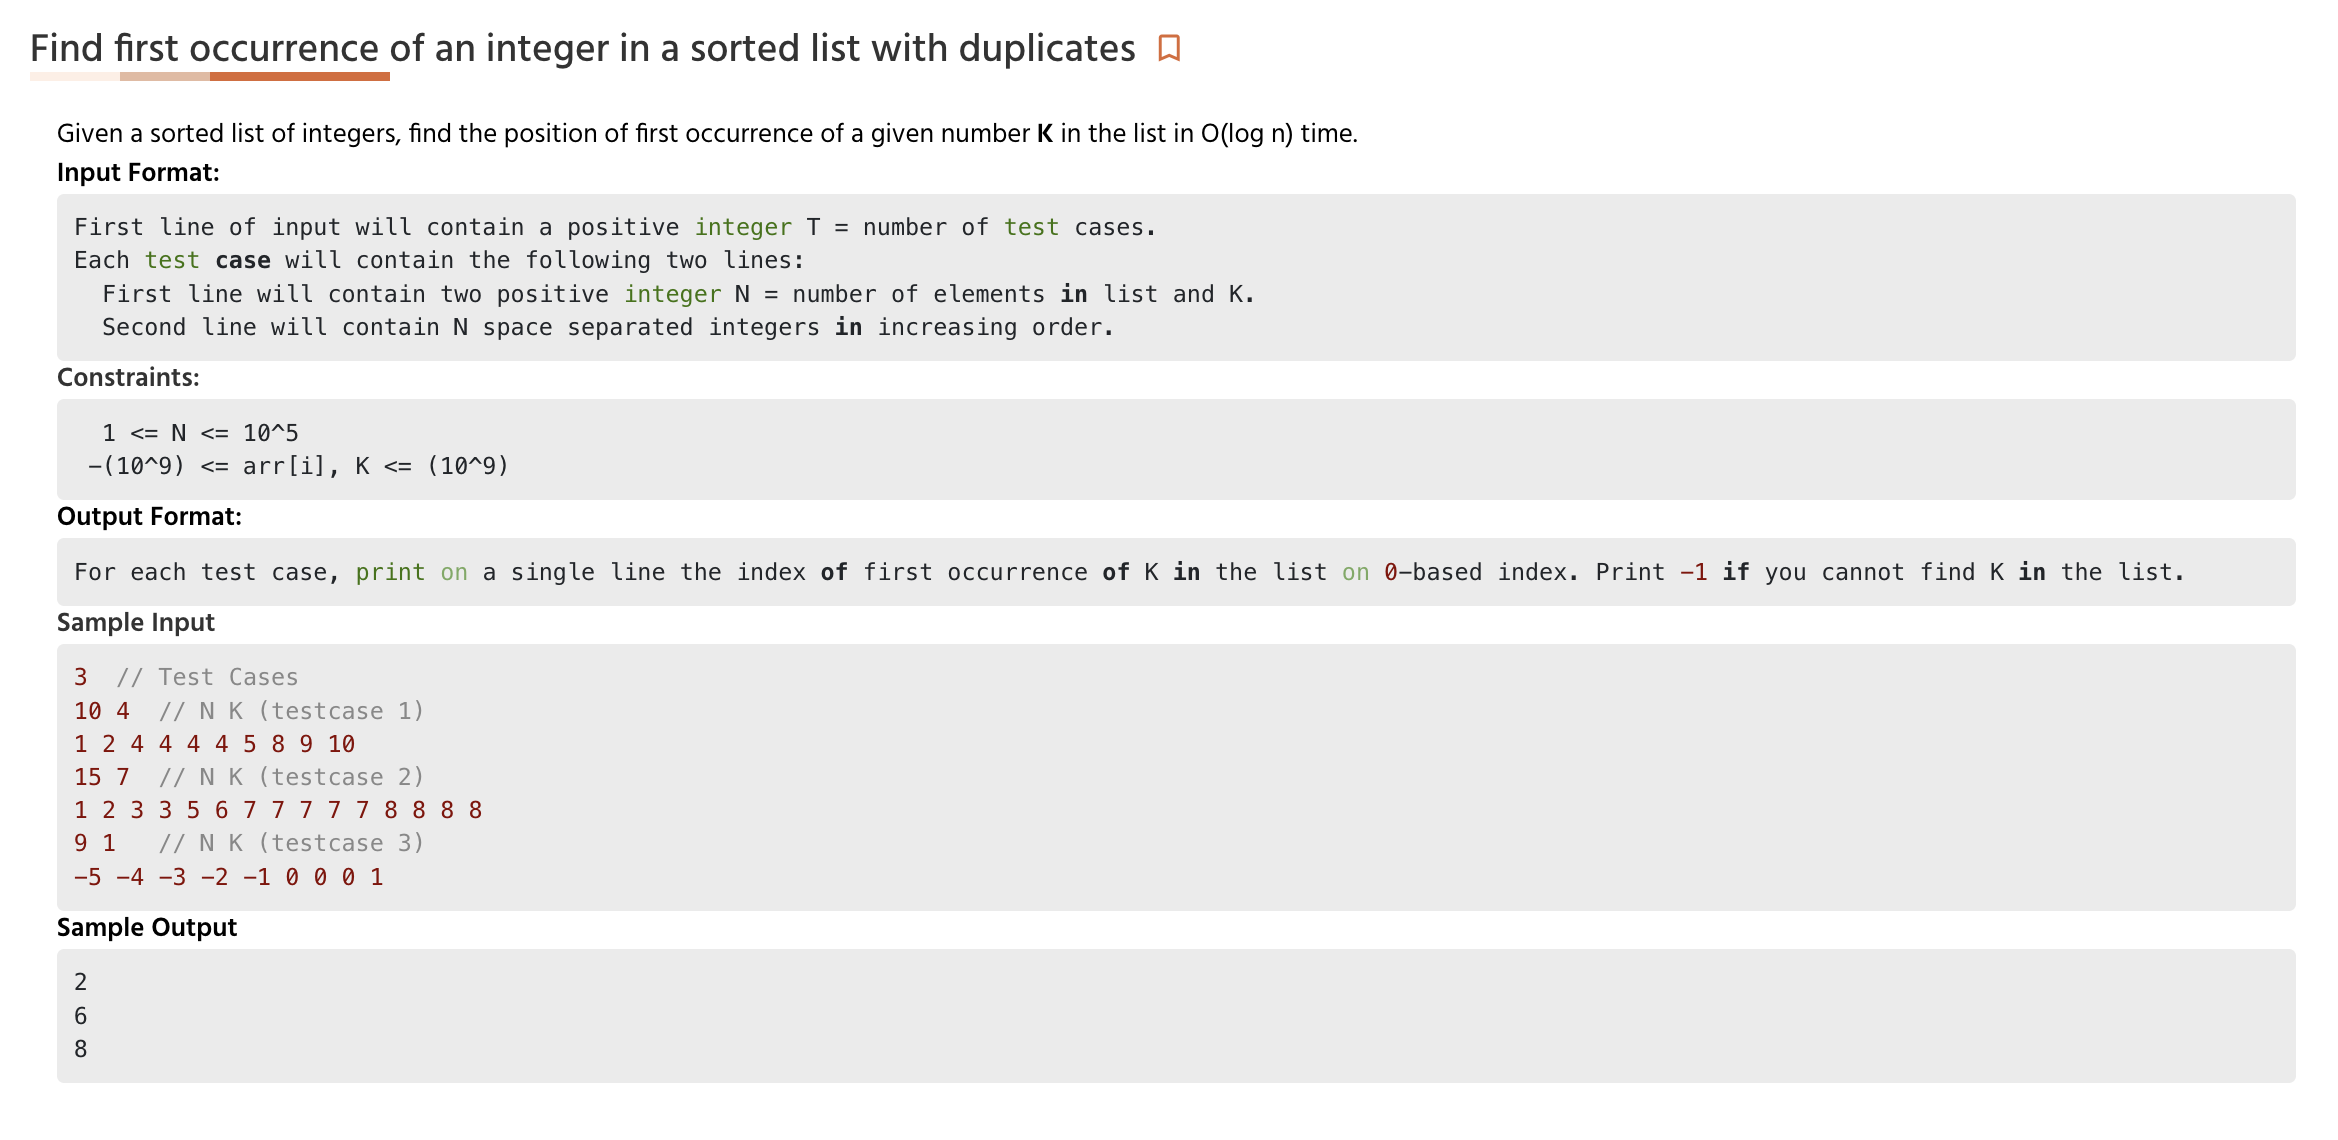 Find first occurrence of an integer in a sorted list with duplicates
Given a sorted list of integers, find the position of first occurrence of a given number K in the list in O(log n) time.
Input Format:
First line of input will contain a positive integer T = number of test cases.
Each test case will contain the following two lines:
  First line will contain two positive integer N = number of elements in list and K.
  Second line will contain N space separated integers in increasing order.
Constraints:
  1 <= N <= 10^5
 -(10^9) <= arr[i], K <= (10^9)
Output Format:
For each test case, print on a single line the index of first occurrence of K in the list on 0-based index. Print -1 if you cannot find K in the list.
Sample Input
3  // Test Cases
10 4  // N K (testcase 1)
1 2 4 4 4 4 5 8 9 10
15 7  // N K (testcase 2)
1 2 3 3 5 6 7 7 7 7 7 8 8 8 8
9 1   // N K (testcase 3)
-5 -4 -3 -2 -1 0 0 0 1
Sample Output
2
6
8